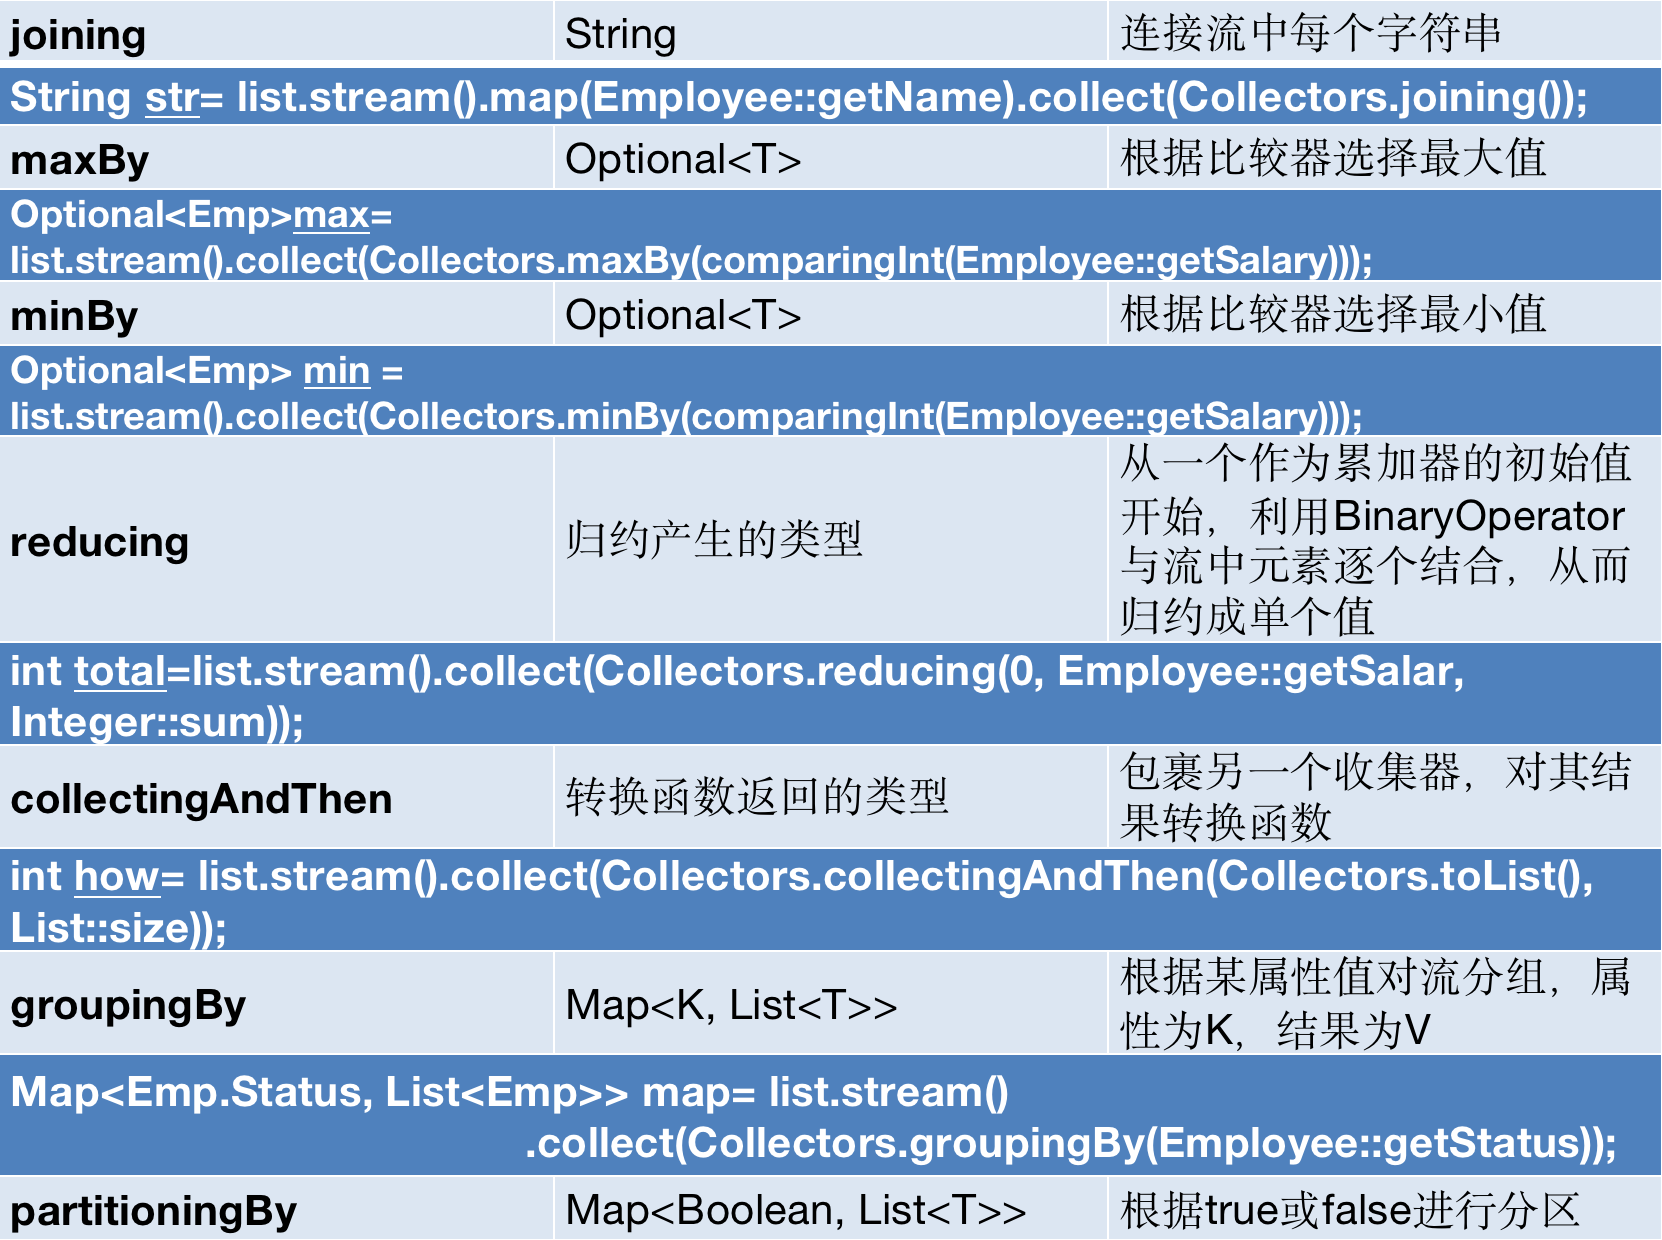 joining String 连接流中每个字符串
String str= list.stream().map(Employee::getName).collect(Collectors.joining());
maxBy Optional<T> 根据比较器选择最大值
Optional<Emp>max=
list.stream().collect(Collectors.maxBy(comparingInt(Employee::getSalary)));
minBy Optional<T> 根据比较器选择最小值
Optional<Emp> min =
list.stream().collect(Collectors.minBy(comparingInt(Employee::getSalary)));
reducing 归约产生的类型 从一个作为累加器的初始值
开始，利用BinaryOperator
与流中元素逐个结合，从而
归约成单个值
int total=list.stream().collect(Collectors.reducing(0, Employee::getSalar,
Integer::sum));
collectingAndThen 转换函数返回的类型 包裹另一个收集器，对其结
果转换函数
int how= list.stream().collect(Collectors.collectingAndThen(Collectors.toList(),
List::size));
groupingBy Map<K, List<T>> 根据某属性值对流分组，属
性为K，结果为V
Map<Emp.Status, List<Emp>> map= list.stream()
.collect(Collectors.groupingBy(Employee::getStatus));
partitioningBy Map<Boolean, List<T>> 根据true或false进行分区